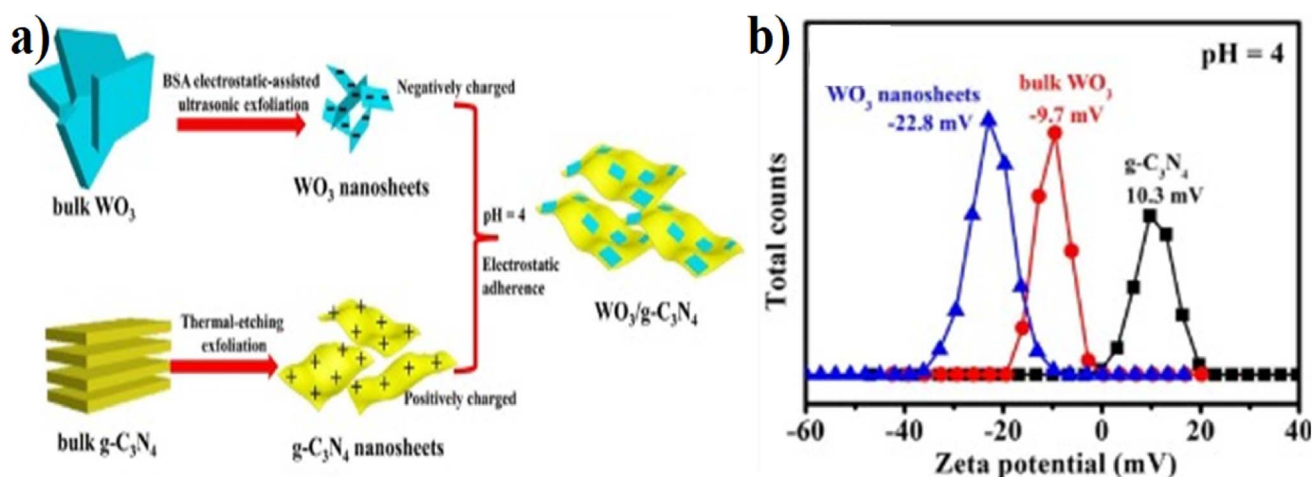 a)
BSA electrostatic-assisted
ultrasonic exfoliation
Negatively charged
bulk WO₃
WO₃ nanosheets
pH = 4
Electrostatic
adherence
WO₃/g-C₃N₄
Thermal-etching
exfoliation
Positively charged
bulk g-C₃N₄
g-C₃N₄ nanosheets
b)
pH = 4
WO₃ nanosheets
-22.8 mV
bulk WO₃
-9.7 mV
g-C₃N₄
10.3 mV
Total counts
-60
-40
-20
0
20
40
Zeta potential (mV)